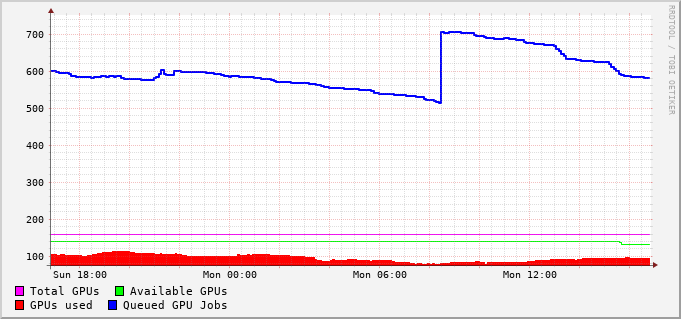 700
600
500
400
300
200
100
Sun 18:00 Mon 00:00 Mon 06:00 Mon 12:00
Total GPUs Available GPUs
GPUs used Queued GPU Jobs
RRDTOOL / TOBI OETIKER